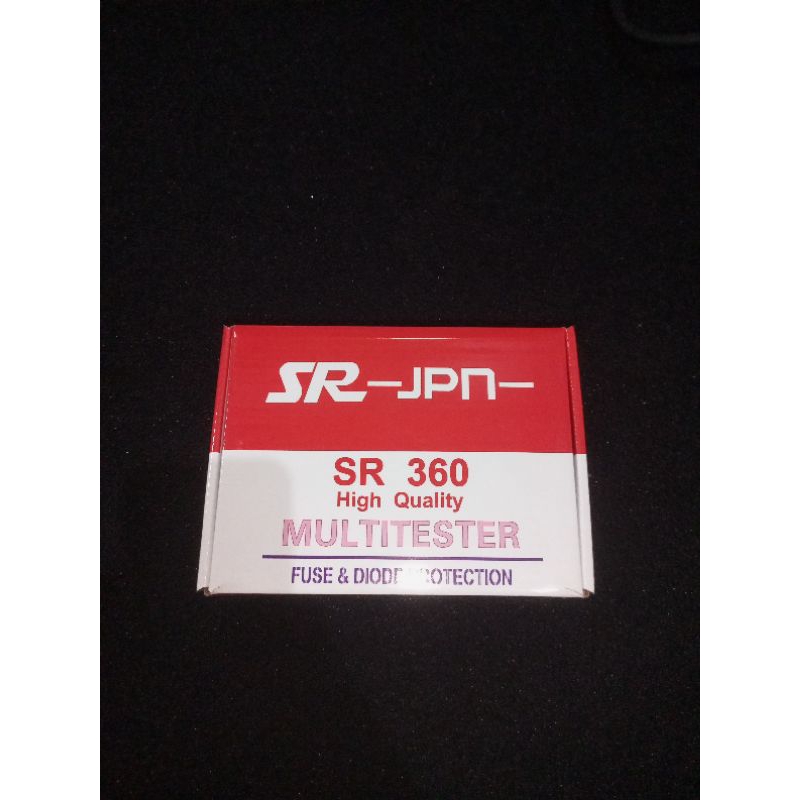 SR-JPN-
SR 360
High Quality
MULTITESTER
FUSE & DIODE PROTECTION